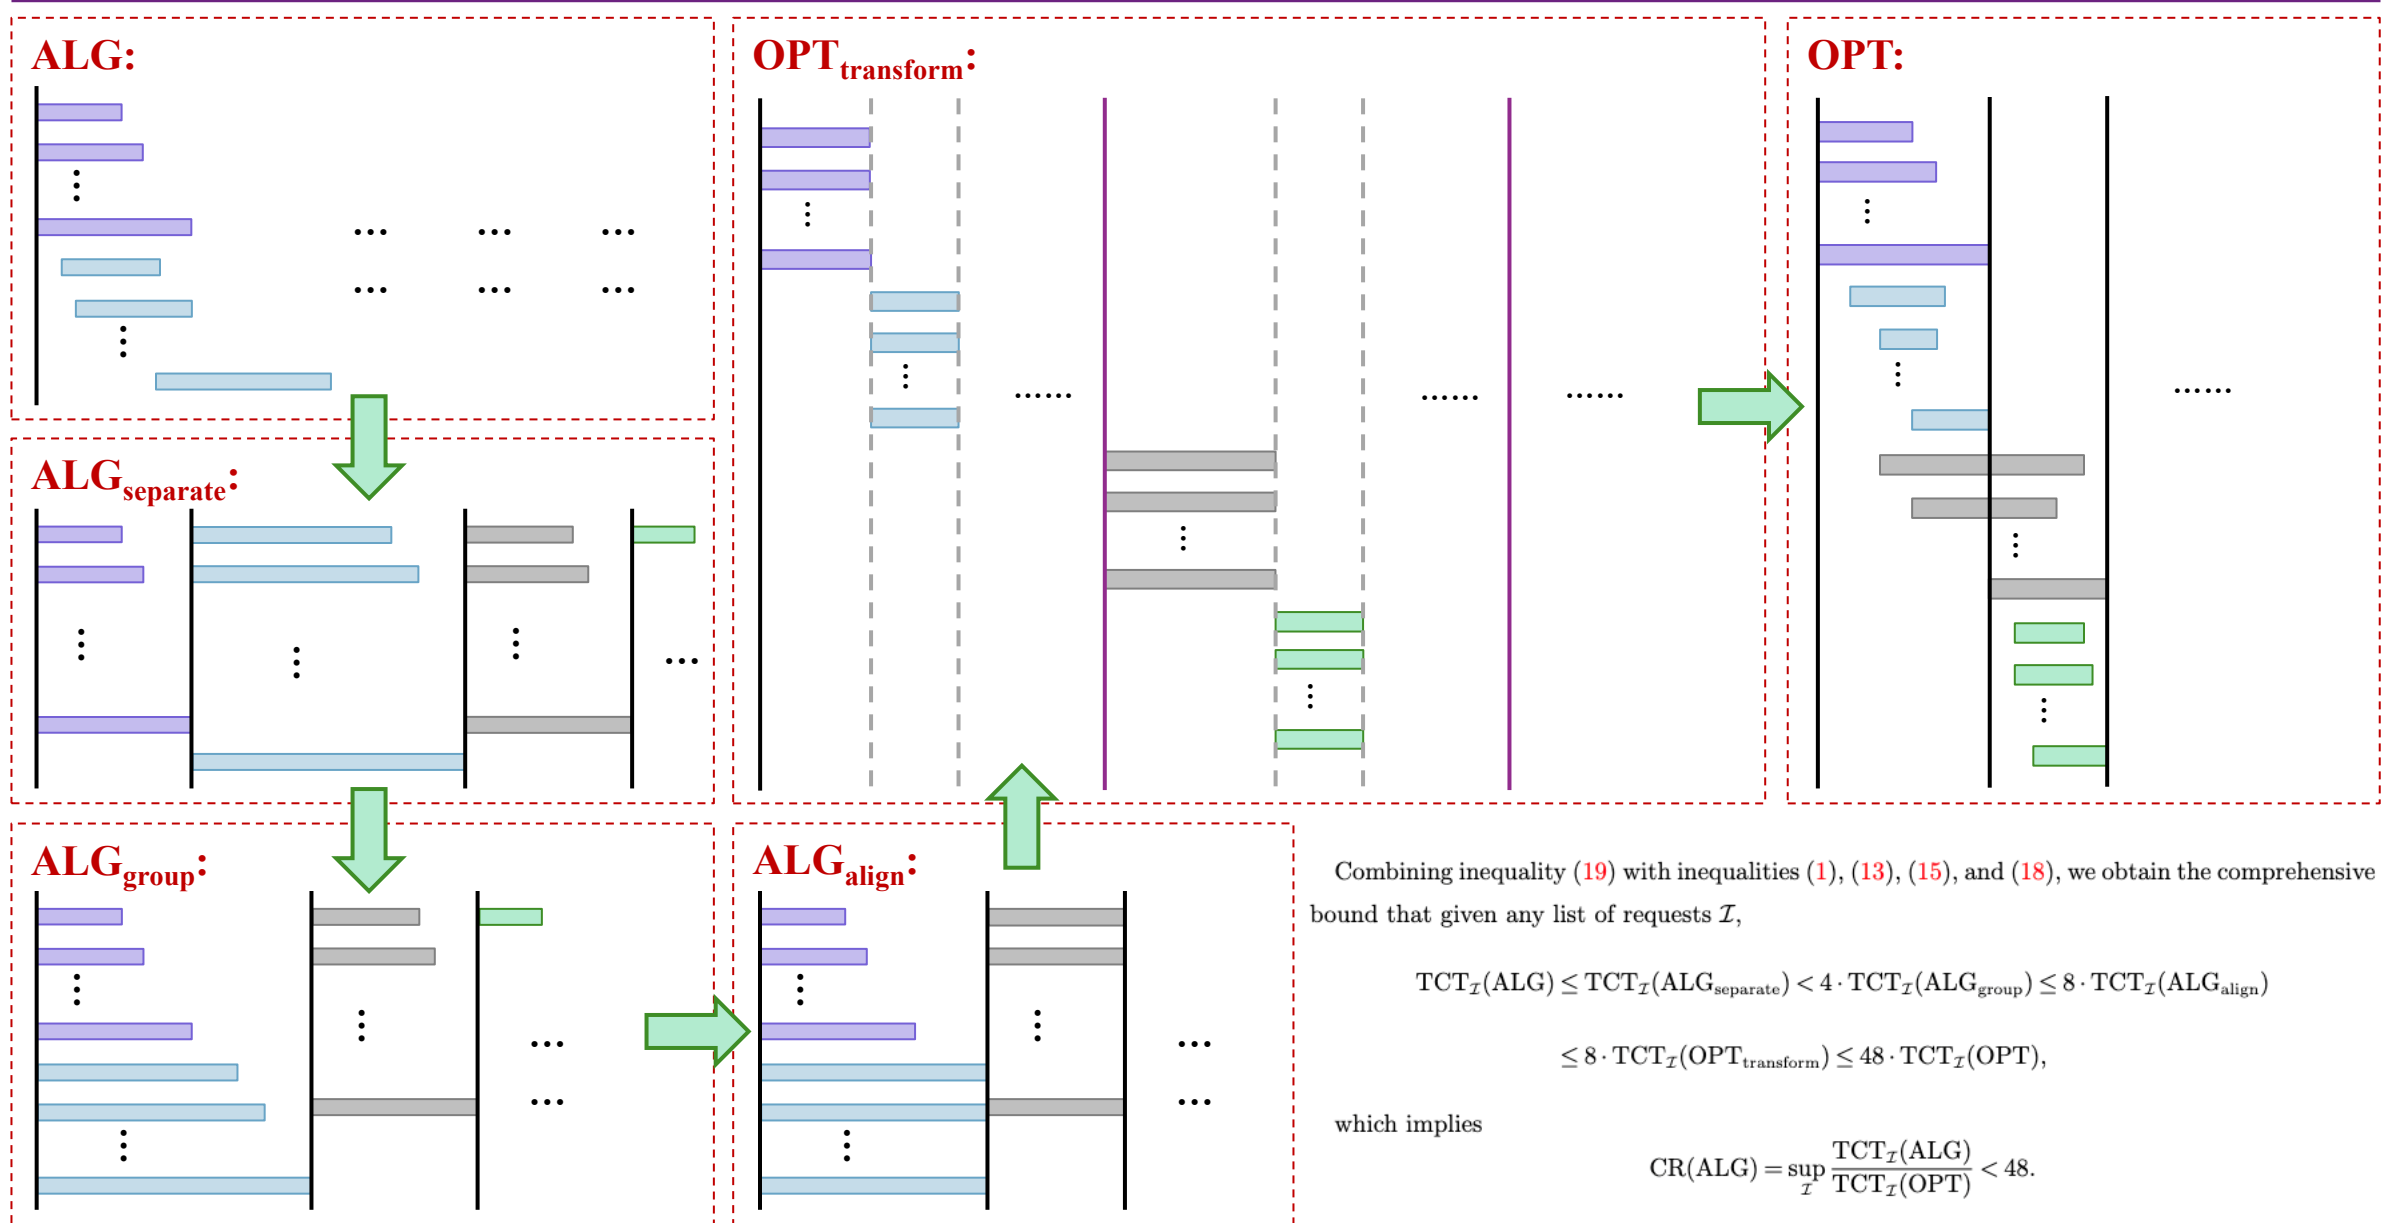 ALG:
OPT_transform:
OPT:
ALG_separate:
ALG_group:
ALG_align:
Combining inequality (19) with inequalities (1), (13), (15), and (18), we obtain the comprehensive
bound that given any list of requests ℐ,
TCT_ℐ(ALG) ≤ TCT_ℐ(ALG_separate) < 4 · TCT_ℐ(ALG_group) ≤ 8 · TCT_ℐ(ALG_align)
≤ 8 · TCT_ℐ(OPT_transform) ≤ 48 · TCT_ℐ(OPT),
which implies
CR(ALG) = sup_ℐ TCT_ℐ(ALG) / TCT_ℐ(OPT) < 48.